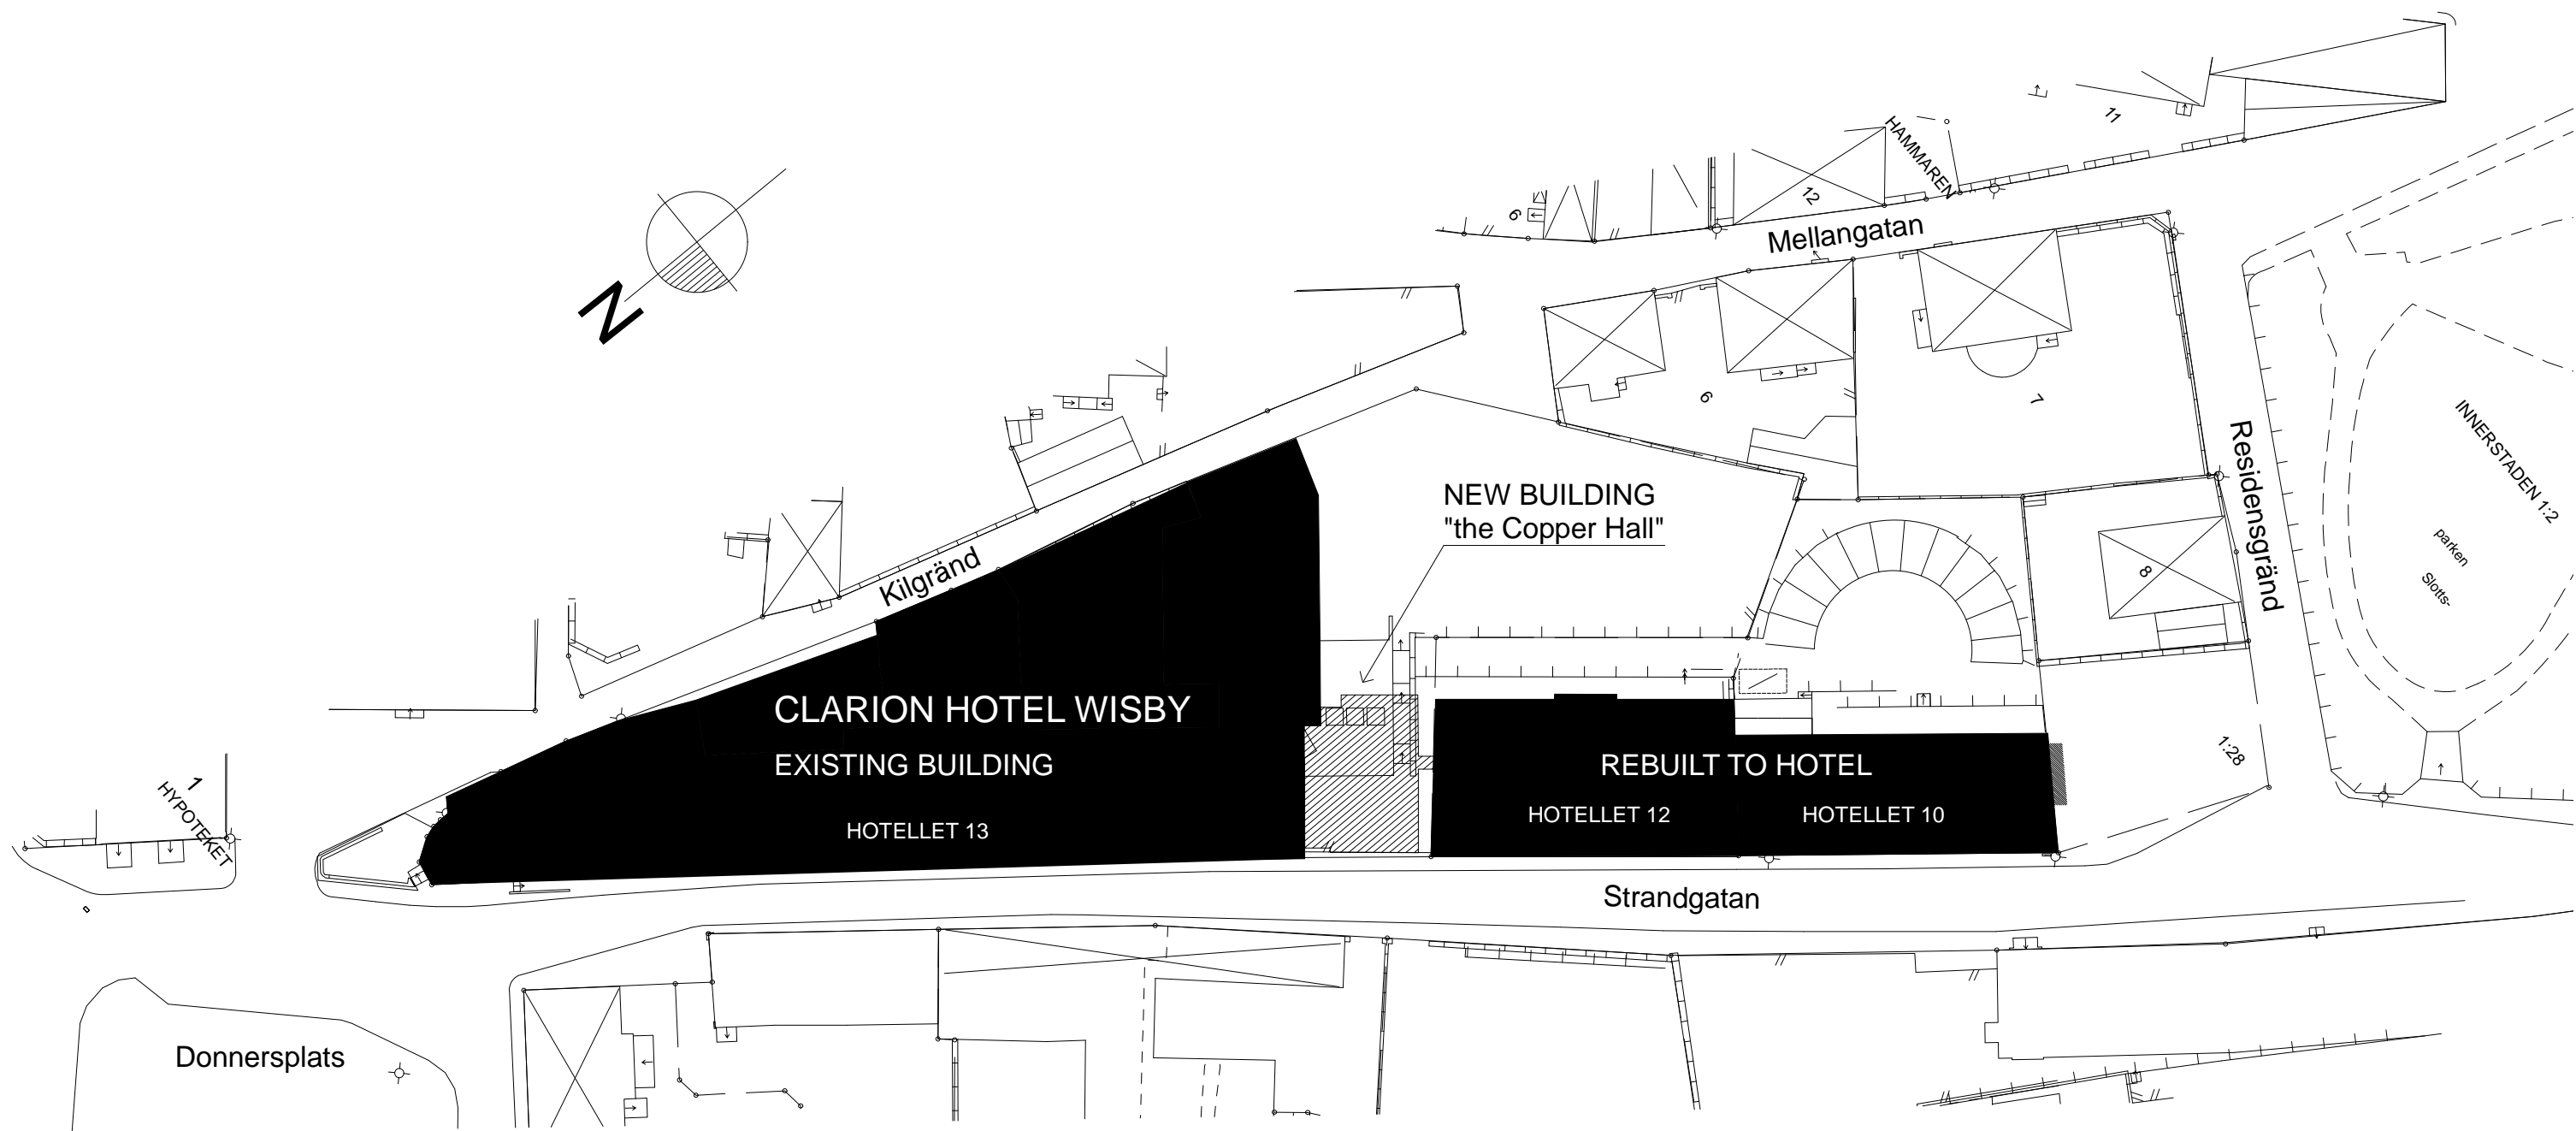 11
HAMMAREN
12
6
Mellangatan
N
6
7
INNERSTADEN 1:2
Residensgränd
NEW BUILDING
"the Copper Hall"
parken
Slotts-
8
Kilgränd
CLARION HOTEL WISBY
EXISTING BUILDING
HOTELLET 13
REBUILT TO HOTEL
HOTELLET 12
HOTELLET 10
1:28
1
HYPOTEKET
Strandgatan
Donnersplats